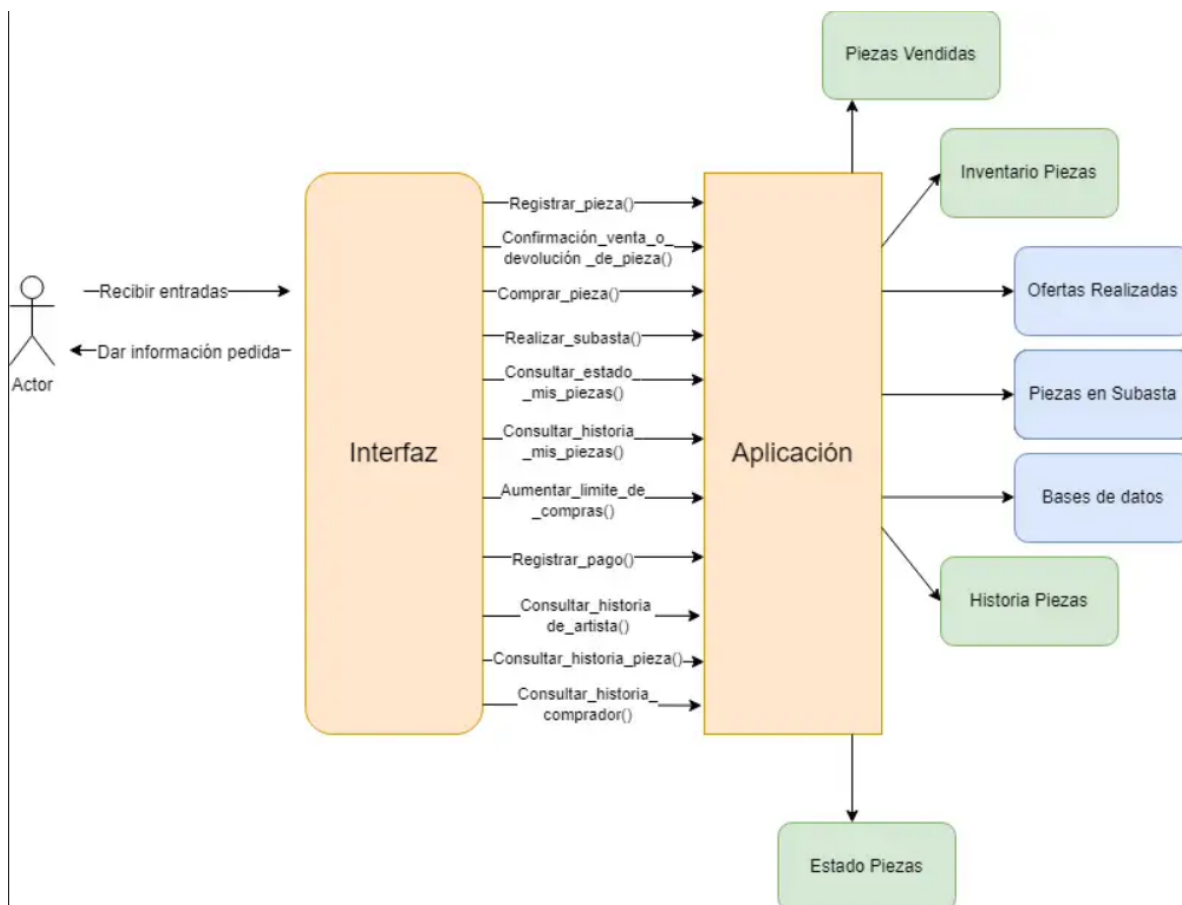 Piezas Vendidas
Inventario Piezas
Registrar_pieza()
Confirmación_venta_o_
devolución _de_pieza()
Recibir entradas
Comprar_pieza()
Ofertas Realizadas
Realizar_subasta()
Dar información pedida
Actor
Consultar_estado
_mis_piezas()
Piezas en Subasta
Consultar_historia
_mis_piezas()
Interfaz
Aplicación
Aumentar_limite_de
_compras()
Bases de datos
Registrar_pago()
Historia Piezas
Consultar_historia
de_artista()
Consultar_historia_pieza()
Consultar_historia_
comprador()
Estado Piezas